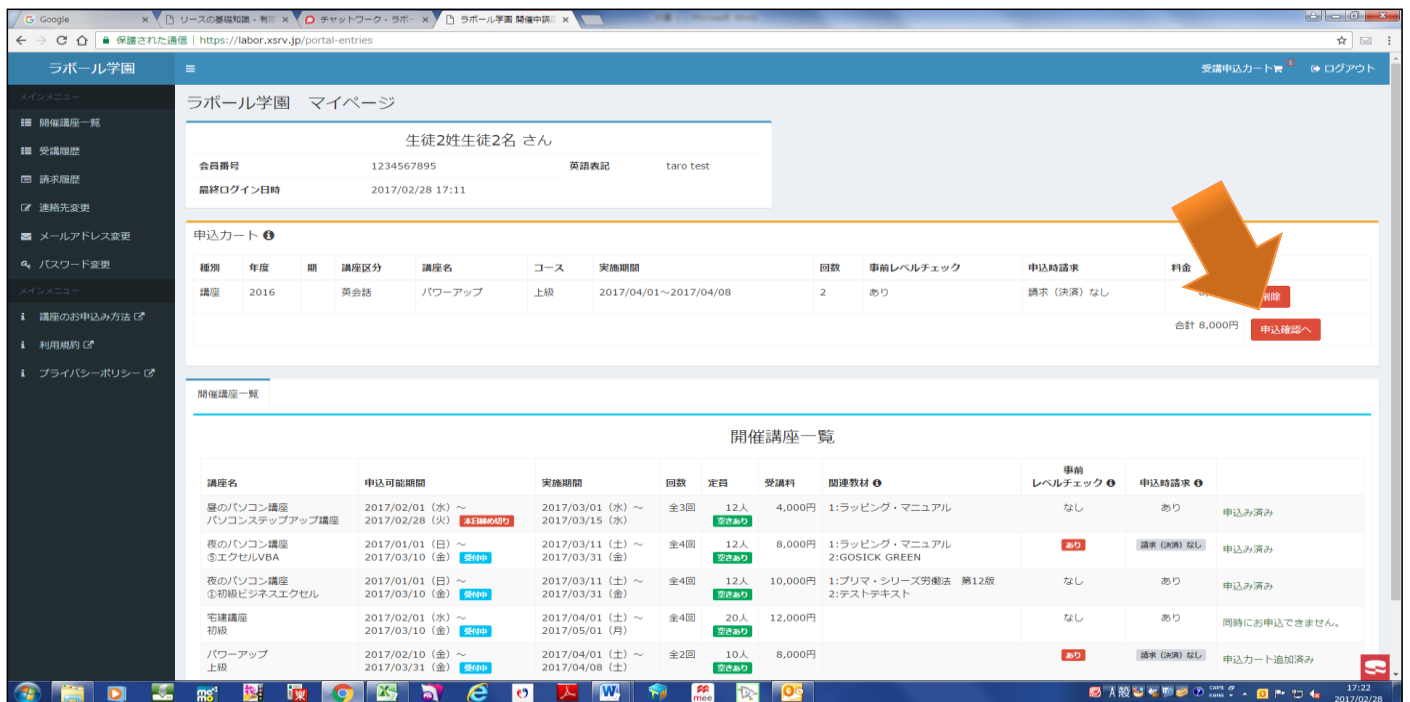 Google
リースの基礎知識 - 利
チャットワーク - ラボー
ラボール学園 開催中講
保護された通信 https://labor.xsrv.jp/portal-entries
ラボール学園
受講申込カート 1 ログアウト
メインメニュー
開催講座一覧
受講履歴
請求履歴
連絡先変更
メールアドレス変更
パスワード変更
メインメニュー
講座のお申込み方法
利用規約
プライバシーポリシー
ラボール学園 マイページ
生徒2姓生徒2名 さん
会員番号 1234567895 英語表記 taro test
最終ログイン日時 2017/02/28 17:11
申込カート
種別 年度 期 講座区分 講座名 コース 実施期間 回数 事前レベルチェック 申込時請求 料金
講座 2016 英会話 パワーアップ 上級 2017/04/01～2017/04/08 2 あり 請求（決済）なし 削除
合計 8,000円 申込確認へ
開催講座一覧
開催講座一覧
講座名 申込可能期間 実施期間 回数 定員 受講料 関連教材 事前 レベルチェック 申込時請求
昼のパソコン講座 2017/02/01（水）～ 2017/03/01（水）～ 全3回 12人 4,000円 1:ラッピング・マニュアル なし あり 申込み済み
パソコンステップアップ講座 2017/02/28（火） 本日締め切り 2017/03/15（水） 空きあり
夜のパソコン講座 2017/01/01（日）～ 2017/03/11（土）～ 全4回 12人 8,000円 1:ラッピング・マニュアル あり 請求（決済）なし 申込み済み
⑤エクセルVBA 2017/03/10（金） 受付中 2017/03/31（金） 空きあり 2:GOSICK GREEN
夜のパソコン講座 2017/01/01（日）～ 2017/03/11（土）～ 全4回 12人 10,000円 1:プリマ・シリーズ労働法 第12版 なし あり 申込み済み
①初級ビジネスエクセル 2017/03/10（金） 受付中 2017/03/31（金） 空きあり 2:テストテキスト
宅建講座 2017/02/01（水）～ 2017/04/01（土）～ 全4回 20人 12,000円 なし あり 同時にお申込できません。
初級 2017/03/10（金） 受付中 2017/05/01（月） 空きあり
パワーアップ 2017/02/10（金）～ 2017/04/01（土）～ 全2回 10人 8,000円 あり 請求（決済）なし 申込カート追加済み
上級 2017/03/31（金） 受付中 2017/04/08（土） 空きあり
A 般 CAPS KANA 17:22
2017/02/28